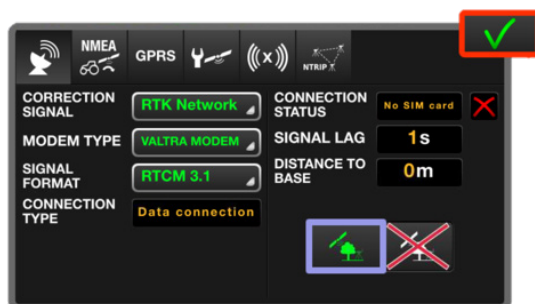 NMEA
GPRS
((x))
NTRIP
CORRECTION
SIGNAL
RTK Network
CONNECTION
STATUS
No SIM card
MODEM TYPE
VALTRA MODEM
SIGNAL LAG
1s
SIGNAL
FORMAT
RTCM 3.1
DISTANCE TO
BASE
0m
CONNECTION
TYPE
Data connection